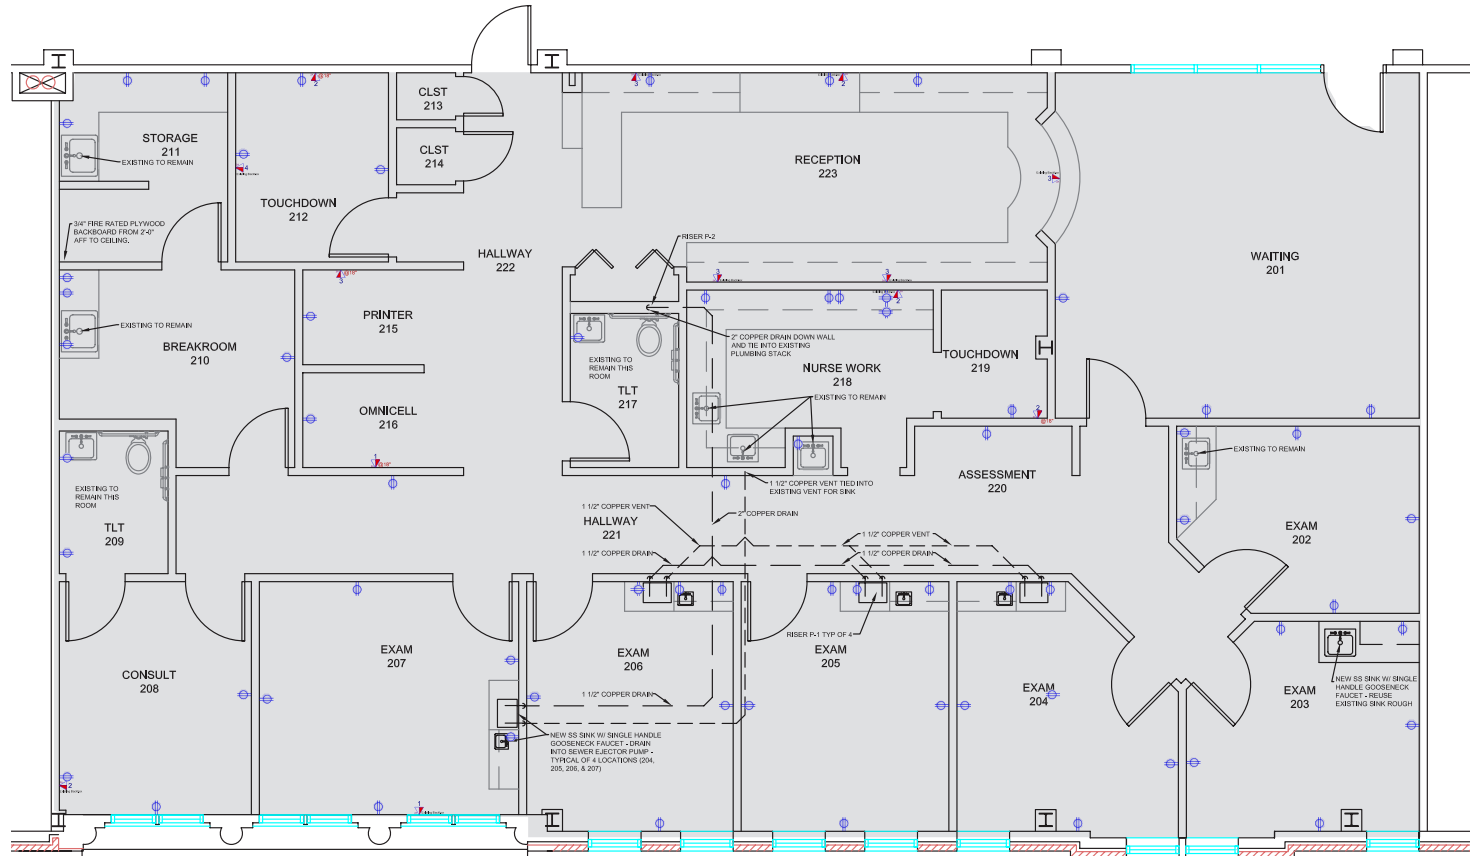 CLST
213
STORAGE
211
EXISTING TO REMAIN
CLST
214
TOUCHDOWN
212
RECEPTION
223
3/4" FIRE RATED PLYWOOD
BACKBOARD FROM 2'-0"
AFF TO CEILING.
RISER P-2
HALLWAY
222
WAITING
201
PRINTER
215
EXISTING TO REMAIN
BREAKROOM
210
2" COPPER DRAIN DOWN WALL
AND TIE INTO EXISTING
PLUMBING STACK
EXISTING TO
REMAIN THIS
ROOM
TLT
217
NURSE WORK
218
TOUCHDOWN
219
EXISTING TO REMAIN
OMNICELL
216
EXISTING TO REMAIN
ASSESSMENT
220
EXISTING TO
REMAIN THIS
ROOM
TLT
209
1 1/2" COPPER VENT TIED INTO
EXISTING VENT FOR SINK
1 1/2" COPPER VENT
2" COPPER DRAIN
HALLWAY
221
EXAM
202
1 1/2" COPPER VENT
1 1/2" COPPER DRAIN
1 1/2" COPPER DRAIN
RISER P-1 TYP OF 4
CONSULT
208
EXAM
207
EXAM
206
EXAM
205
EXAM
204
EXAM
203
1 1/2" COPPER DRAIN
NEW SS SINK W/ SINGLE
HANDLE GOOSENECK
FAUCET - REUSE
EXISTING SINK ROUGH
NEW SS SINK W/ SINGLE HANDLE
GOOSENECK FAUCET - DRAIN
INTO SEWER EJECTOR PUMP -
TYPICAL OF 4 LOCATIONS (204,
205, 206, & 207)